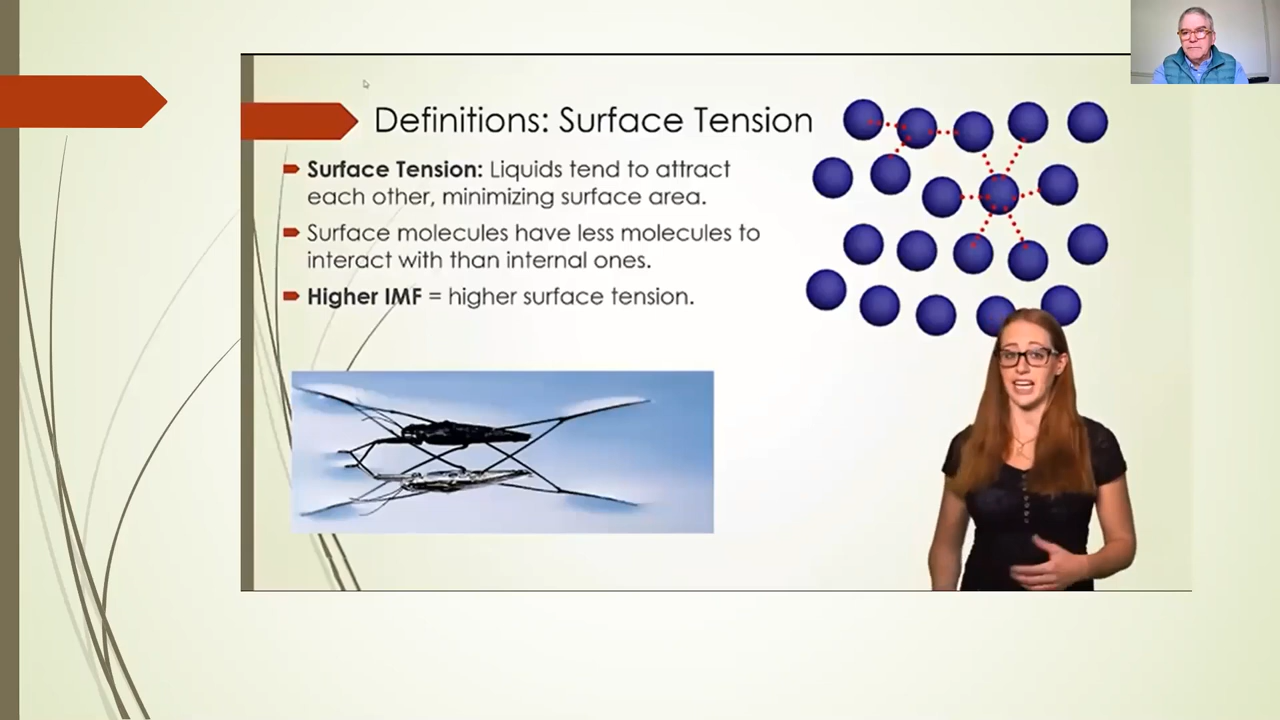 Definitions: Surface Tension
Surface Tension: Liquids tend to attract
each other, minimizing surface area.
Surface molecules have less molecules to
interact with than internal ones.
Higher IMF = higher surface tension.